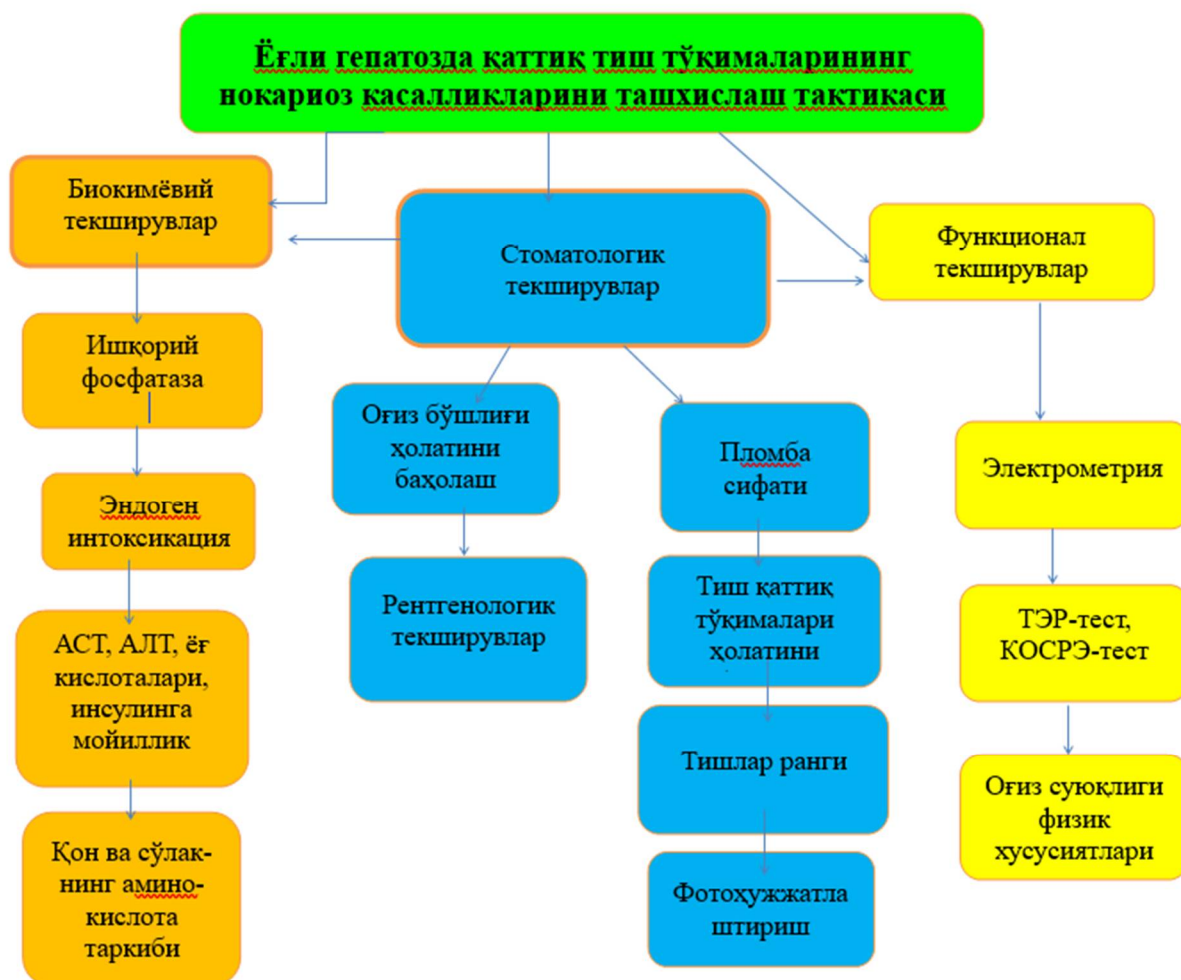 Ёғли гепатозда қаттиқ тиш тўқималарининг
нокариоз касалликларини ташхислаш тактикаси
Биокимёвий
текширувлар
Стоматологик
текширувлар
Функционал
текширувлар
Ишқорий
фосфатаза
Эндоген
интоксикация
АСТ, АЛТ, ёғ
кислоталари,
инсулинга
мойиллик
Қон ва сўлак-
нинг амино-
кислота
таркиби
Оғиз бўшлиғи
ҳолатини
баҳолаш
Рентгенологик
текширувлар
Пломба
сифати
Тиш қаттиқ
тўқималари
ҳолатини
Тишлар ранги
Фотоҳужжатла
штириш
Электрометрия
ТЭР-тест,
КОСРЭ-тест
Оғиз суюқлиги
физик
хусусиятлари